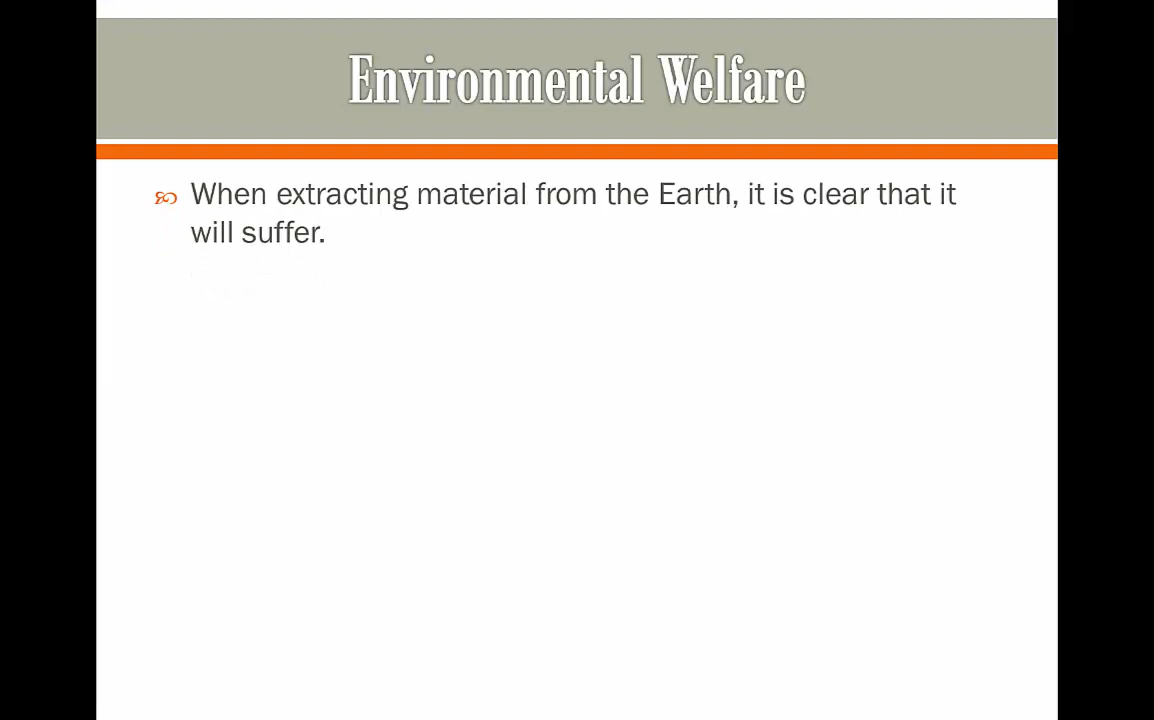 Environmental Welfare
When extracting material from the Earth, it is clear that it
will suffer.